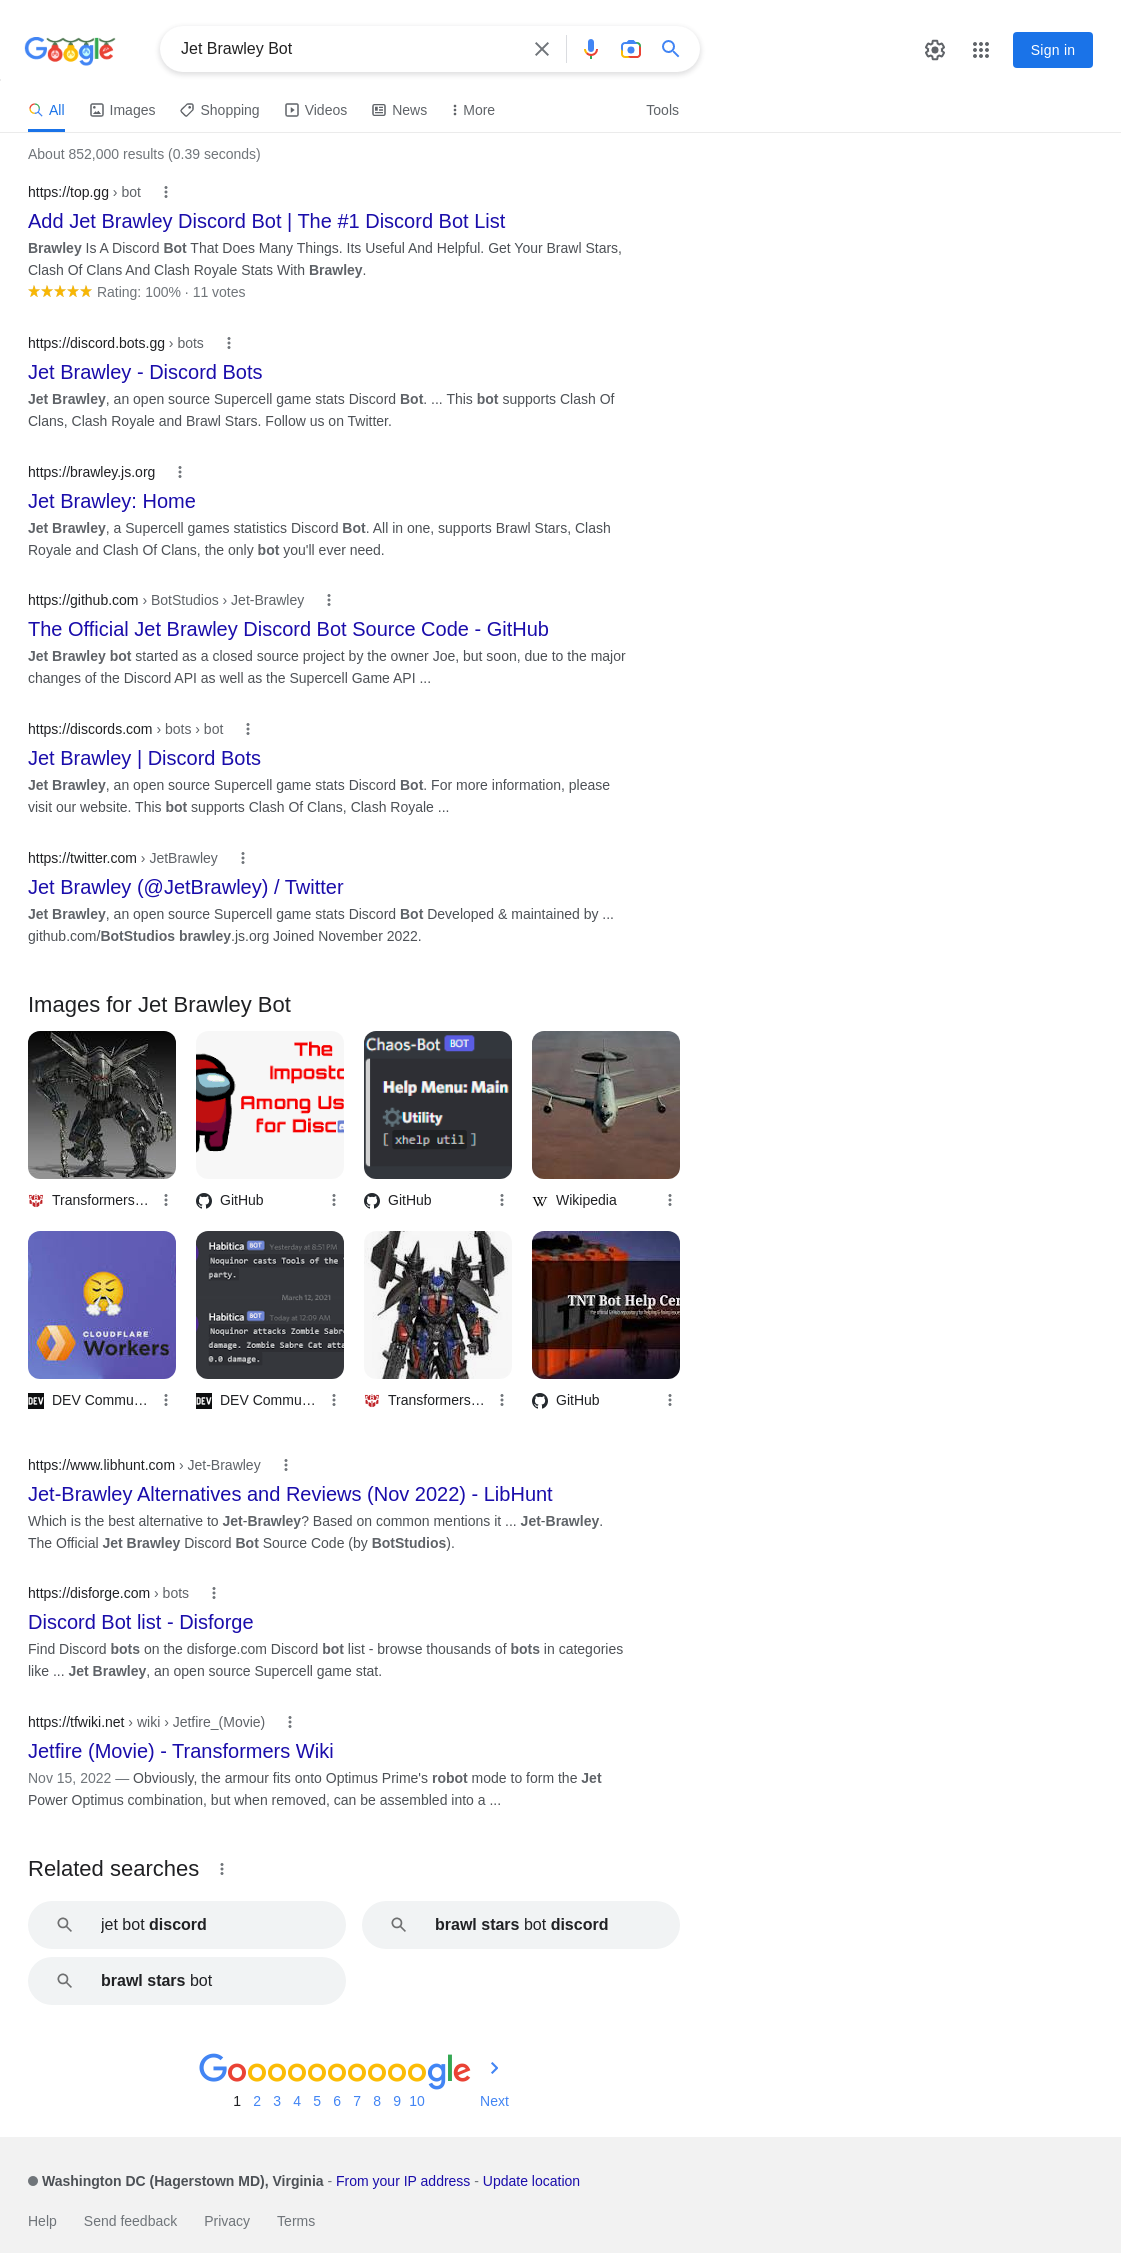 Google
Jet Brawley Bot
Sign in
All
Images
Shopping
Videos
News
More
Tools
About 852,000 results (0.39 seconds)
https://top.gg › bot
Add Jet Brawley Discord Bot | The #1 Discord Bot List
Brawley Is A Discord Bot That Does Many Things. Its Useful And Helpful. Get Your Brawl Stars,
Clash Of Clans And Clash Royale Stats With Brawley.
Rating: 100% · 11 votes
https://discord.bots.gg › bots
Jet Brawley - Discord Bots
Jet Brawley, an open source Supercell game stats Discord Bot. ... This bot supports Clash Of
Clans, Clash Royale and Brawl Stars. Follow us on Twitter.
https://brawley.js.org
Jet Brawley: Home
Jet Brawley, a Supercell games statistics Discord Bot. All in one, supports Brawl Stars, Clash
Royale and Clash Of Clans, the only bot you'll ever need.
https://github.com › BotStudios › Jet-Brawley
The Official Jet Brawley Discord Bot Source Code - GitHub
Jet Brawley bot started as a closed source project by the owner Joe, but soon, due to the major
changes of the Discord API as well as the Supercell Game API ...
https://discords.com › bots › bot
Jet Brawley | Discord Bots
Jet Brawley, an open source Supercell game stats Discord Bot. For more information, please
visit our website. This bot supports Clash Of Clans, Clash Royale ...
https://twitter.com › JetBrawley
Jet Brawley (@JetBrawley) / Twitter
Jet Brawley, an open source Supercell game stats Discord Bot Developed & maintained by ...
github.com/BotStudios brawley.js.org Joined November 2022.
Images for Jet Brawley Bot
The
Imposto
Among Us
for Disc
Chaos-Bot BOT
Help Menu: Main
Utility
[ xhelp util ]
Transformers…
GitHub
GitHub
Wikipedia
CLOUDFLARE
Workers
Habitica BOT Yesterday at 8:51 PM
Noquinor casts Tools of the
party.
March 12, 2021
Habitica BOT Today at 12:09 AM
Noquinor attacks Zombie Sabre
damage. Zombie Sabre Cat atta
0.0 damage.
TNT Bot Help Cen
DEV Commu…
DEV Commu…
Transformers…
GitHub
https://www.libhunt.com › Jet-Brawley
Jet-Brawley Alternatives and Reviews (Nov 2022) - LibHunt
Which is the best alternative to Jet-Brawley? Based on common mentions it ... Jet-Brawley.
The Official Jet Brawley Discord Bot Source Code (by BotStudios).
https://disforge.com › bots
Discord Bot list - Disforge
Find Discord bots on the disforge.com Discord bot list - browse thousands of bots in categories
like ... Jet Brawley, an open source Supercell game stat.
https://tfwiki.net › wiki › Jetfire_(Movie)
Jetfire (Movie) - Transformers Wiki
Nov 15, 2022 — Obviously, the armour fits onto Optimus Prime's robot mode to form the Jet
Power Optimus combination, but when removed, can be assembled into a ...
Related searches
jet bot discord
brawl stars bot discord
brawl stars bot
Goooooooooogle
1 2 3 4 5 6 7 8 9 10 Next
Washington DC (Hagerstown MD), Virginia - From your IP address - Update location
Help Send feedback Privacy Terms